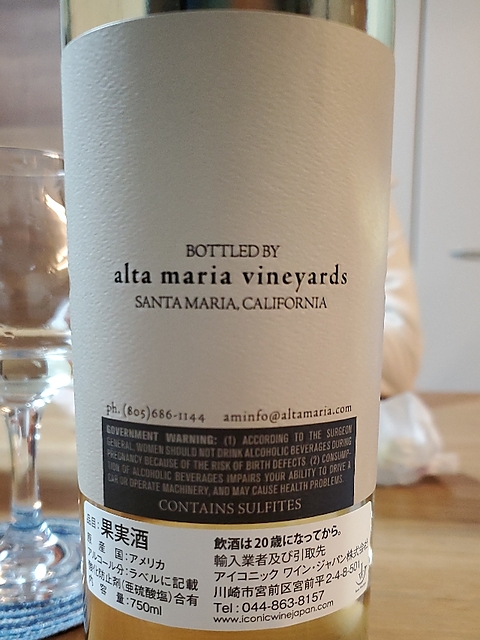 BOTTLED BY
alta maria vineyards
SANTA MARIA, CALIFORNIA
ph. (805)686-1144 aminfo@altamaria.com
GOVERNMENT WARNING: (1) ACCORDING TO THE SURGEON
GENERAL, WOMEN SHOULD NOT DRINK ALCOHOLIC BEVERAGES DURING
PREGNANCY BECAUSE OF THE RISK OF BIRTH DEFECTS (2) CONSUMP-
TION OF ALCOHOLIC BEVERAGES IMPAIRS YOUR ABILITY TO DRIVE A
CAR OR OPERATE MACHINERY, AND MAY CAUSE HEALTH PROBLEMS.
CONTAINS SULFITES
品目:果実酒
原産国:アメリカ
アルコール分:ラベルに記載
酸化防止剤(亜硫酸塩)含有
内容量:750ml
飲酒は20歳になってから。
輸入業者及び引取先
アイコニック ワイン・ジャパン株式会社
川崎市宮前区宮前平2-4-8-501
Tel : 044-863-8157
www.iconicwinejapan.com